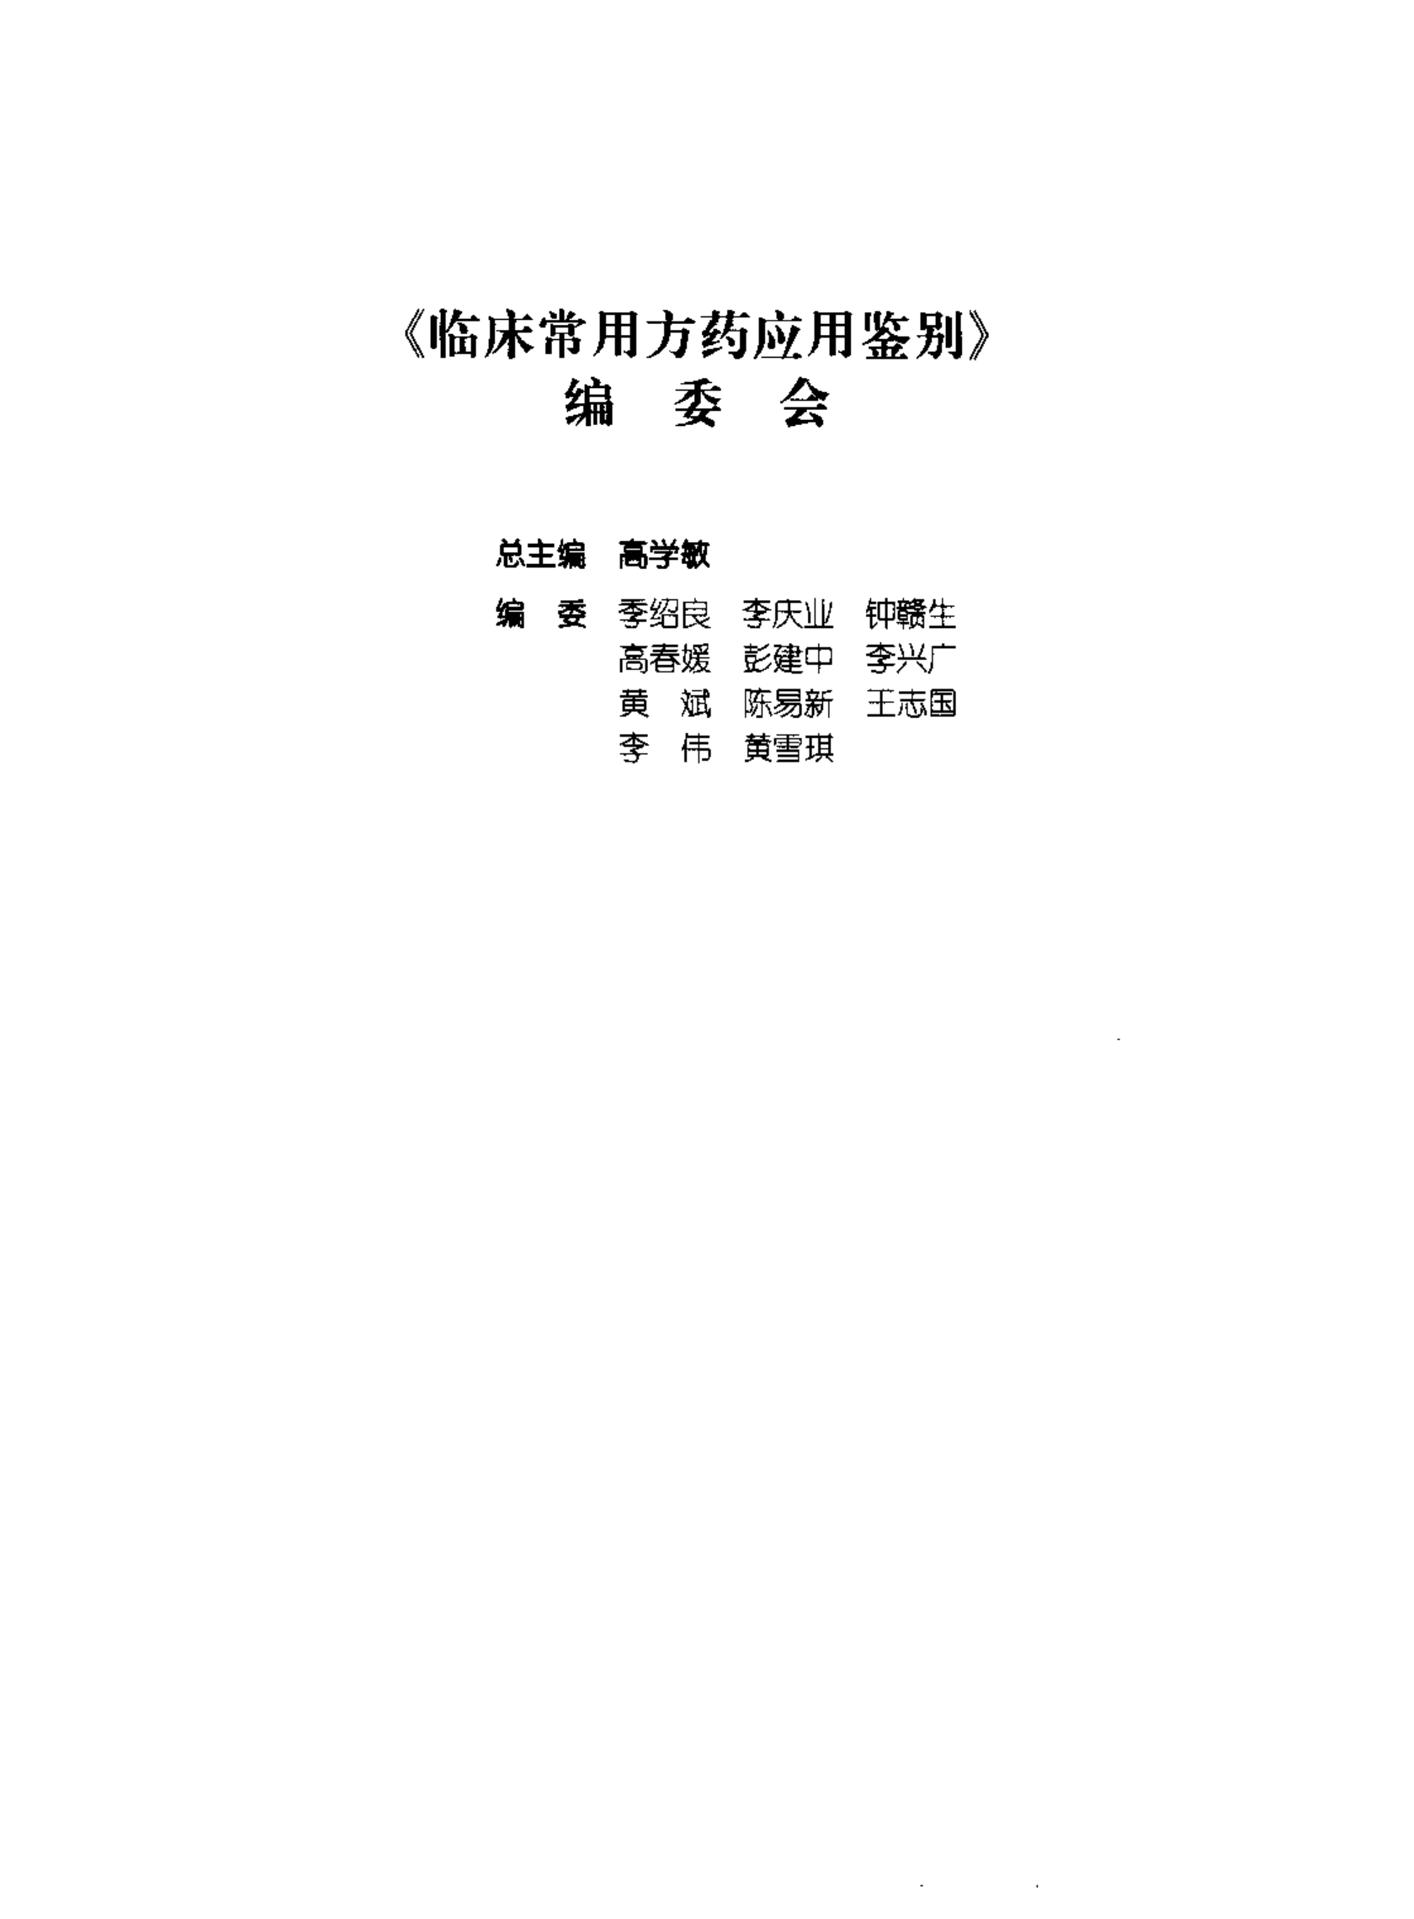 《临床常用方药应用鉴别》
编 委 会
总主编 高学敏
编 委 季绍良 李庆业 钟赣生
高春媛 彭建中 李兴广
黄 斌 陈易新 王志国
李 伟 黄雪琪